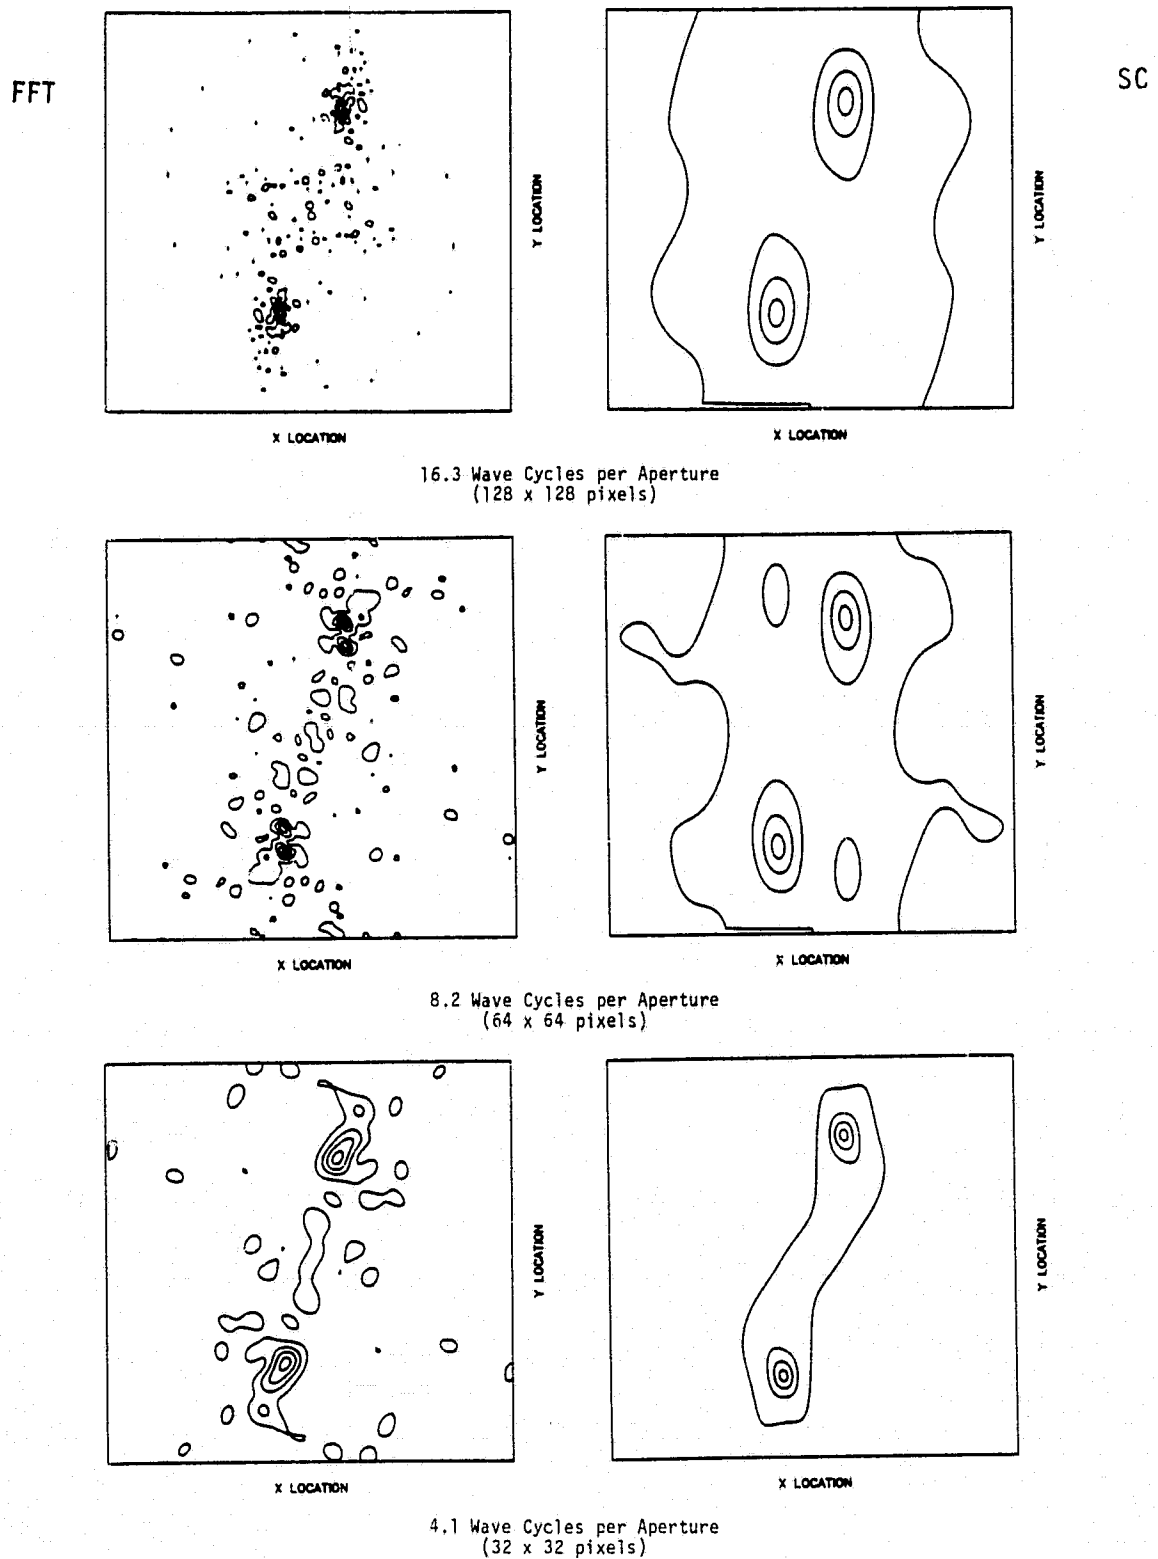 FFT
SC
Y LOCATION
Y LOCATION
X LOCATION
X LOCATION
16.3 Wave Cycles per Aperture
(128 x 128 pixels)
Y LOCATION
Y LOCATION
X LOCATION
X LOCATION
8.2 Wave Cycles per Aperture
(64 x 64 pixels)
Y LOCATION
Y LOCATION
X LOCATION
X LOCATION
4.1 Wave Cycles per Aperture
(32 x 32 pixels)